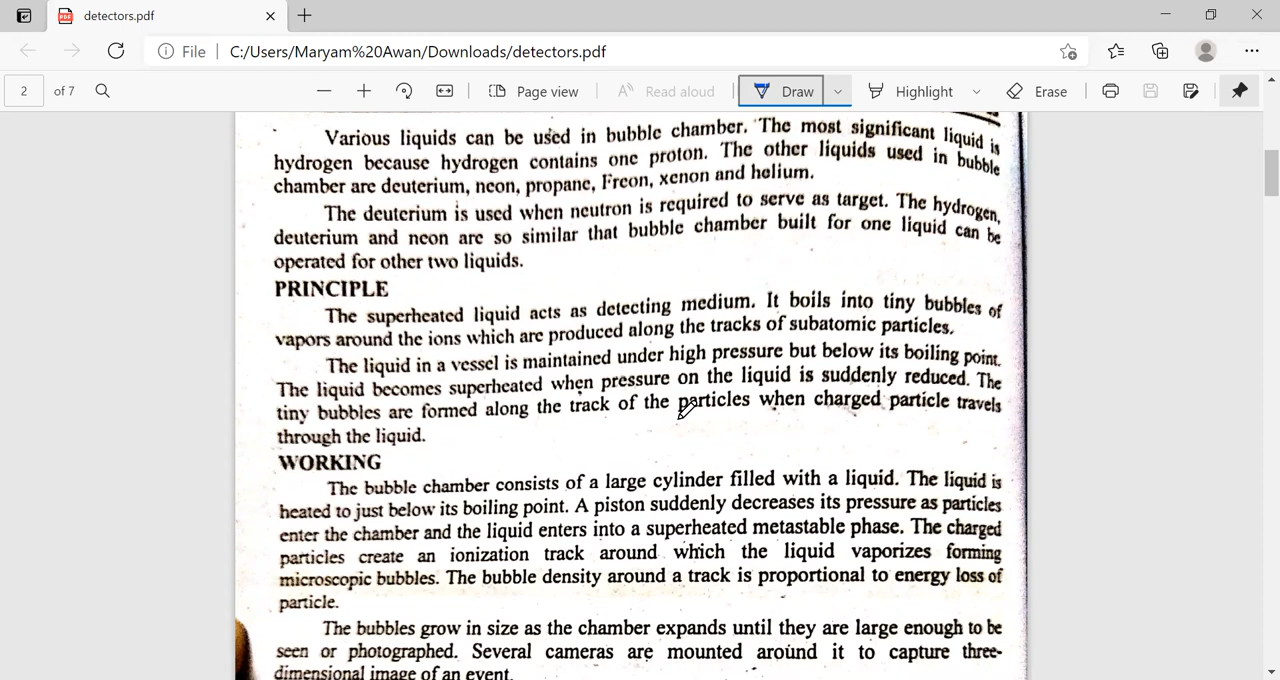 detectors.pdf
File
C:/Users/Maryam%20Awan/Downloads/detectors.pdf
2 of 7
Page view
Read aloud
Draw
Highlight
Erase
Various liquids can be used in bubble chamber. The most significant liquid is
hydrogen because hydrogen contains one proton. The other liquids used in bubble
chamber are deuterium, neon, propane, Freon, xenon and helium.
The deuterium is used when neutron is required to serve as target. The hydrogen,
deuterium and neon are so similar that bubble chamber built for one liquid can be
operated for other two liquids.
PRINCIPLE
The superheated liquid acts as detecting medium. It boils into tiny bubbles of
vapors around the ions which are produced along the tracks of subatomic particles.
The liquid in a vessel is maintained under high pressure but below its boiling point.
The liquid becomes superheated when pressure on the liquid is suddenly reduced. The
tiny bubbles are formed along the track of the particles when charged particle travels
through the liquid.
WORKING
The bubble chamber consists of a large cylinder filled with a liquid. The liquid is
heated to just below its boiling point. A piston suddenly decreases its pressure as particles
enter the chamber and the liquid enters into a superheated metastable phase. The charged
particles create an ionization track around which the liquid vaporizes forming
microscopic bubbles. The bubble density around a track is proportional to energy loss of
particle.
The bubbles grow in size as the chamber expands until they are large enough to be
seen or photographed. Several cameras are mounted around it to capture three-
dimensional image of an event.